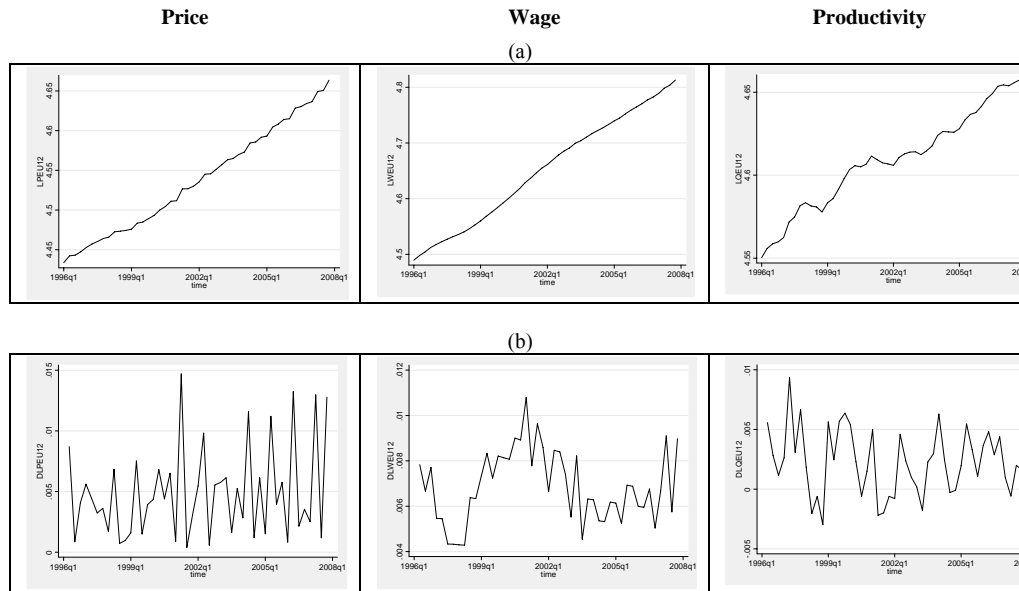 Price Wage Productivity
(a)
LPEU12
4.65
4.6
4.55
4.5
4.45
1996q1 1999q1 2002q1 2005q1 2008q1
time
LWEU12
4.8
4.7
4.6
4.5
1996q1 1999q1 2002q1 2005q1 2008q1
time
LQEU12
4.65
4.6
4.55
1996q1 1999q1 2002q1 2005q1 20
time
(b)
DLPEU12
.015
.01
.005
0
1996q1 1999q1 2002q1 2005q1 2008q1
time
DLWEU12
.012
.01
.008
.006
.004
1996q1 1999q1 2002q1 2005q1 2008q1
time
DLQEU12
.01
.005
0
-.005
1996q1 1999q1 2002q1 2005q1 20
time